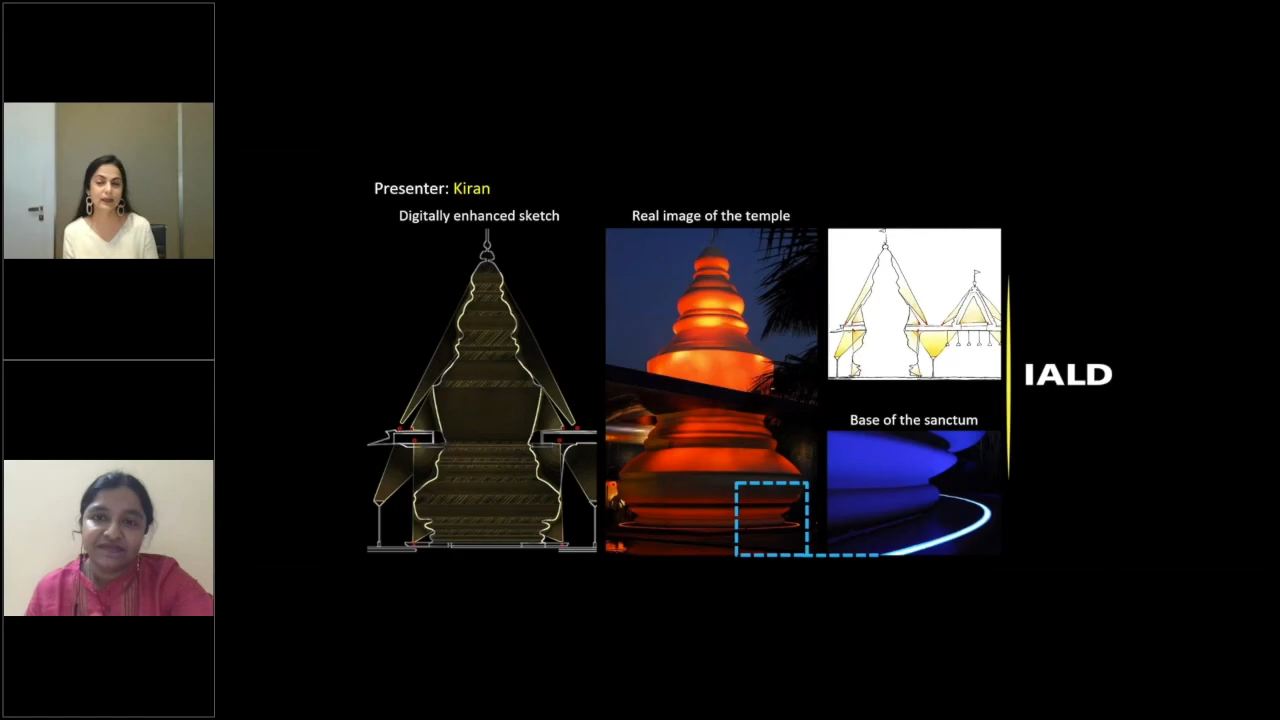 Presenter: Kiran
Digitally enhanced sketch
Real image of the temple
IALD
Base of the sanctum